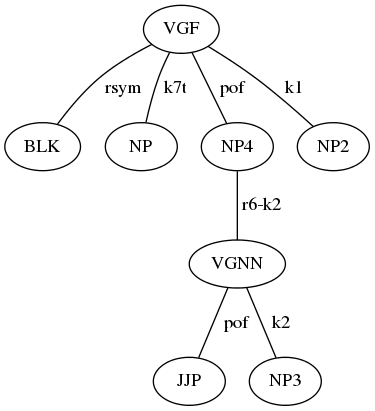 VGF
rsym k7t pof k1
BLK NP NP4 NP2
r6-k2
VGNN
pof k2
JJP NP3